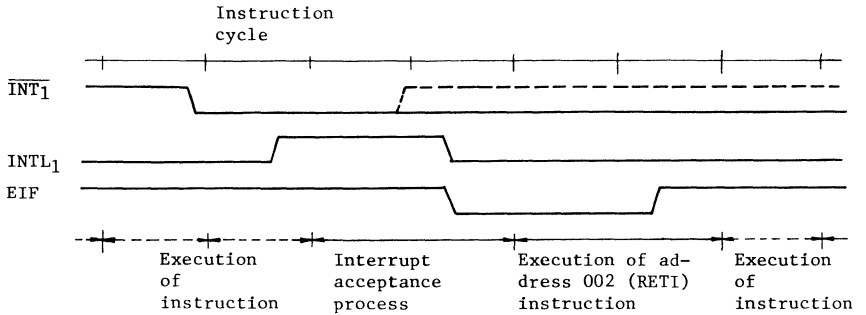 Instruction
cycle
INT1
INTL1
EIF
Execution
of
instruction
Interrupt
acceptance
process
Execution of ad-
dress 002 (RETI)
instruction
Execution
of
instruction